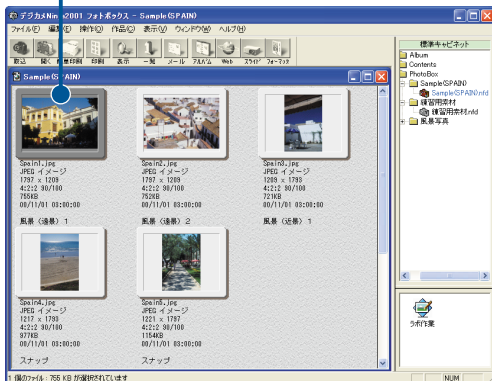 デジカメNinja2001 フォトボックス - Sample(SPAIN)
ファイル(F) 編集(E) 操作(O) 作品(C) 表示(V) ウィンドウ(W) ヘルプ(H)
取込 開く 簡単印刷 印刷 表示 一覧 メール アルバム Web スライド フォーマット
Sample(SPAIN)
Spain1.jpg
JPEG イメージ
1797 x 1209
4:2:2 90/100
755KB
00/11/01 03:00:00
風景（遠景）1
Spain2.jpg
JPEG イメージ
1797 x 1209
4:2:2 90/100
752KB
00/11/01 03:00:00
風景（遠景）2
Spain3.jpg
JPEG イメージ
1209 x 1793
4:2:2 90/100
721KB
00/11/01 03:00:00
風景（近景）1
Spain4.jpg
JPEG イメージ
1217 x 1793
4:2:2 90/100
977KB
00/11/01 03:00:00
スナップ
Spain5.jpg
JPEG イメージ
1221 x 1797
4:2:2 90/100
1154KB
00/11/01 03:00:00
スナップ
標準キャビネット
Album
Contents
PhotoBox
Sample(SPAIN)
Sample(SPAIN).nfd
練習用素材
練習用素材.nfd
風景写真
ラボ作業
1 個のファイル : 755 KB が選択されています
NUM